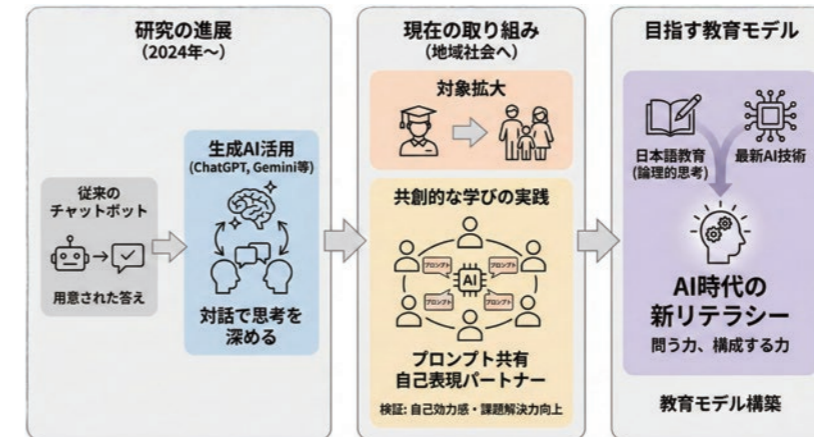 研究の進展
(2024年〜)
従来の
チャットボット
用意された答え
生成AI活用
(ChatGPT, Gemini等)
対話で思考を
深める
現在の取り組み
(地域社会へ)
対象拡大
共創的な学びの実践
プロンプト
プロンプト
AI
プロンプト
プロンプト
プロンプト共有
自己表現パートナー
検証: 自己効力感・課題解決力向上
目指す教育モデル
日本語教育
(論理的思考)
最新AI技術
AI時代の
新リテラシー
問う力、構成する力
教育モデル構築